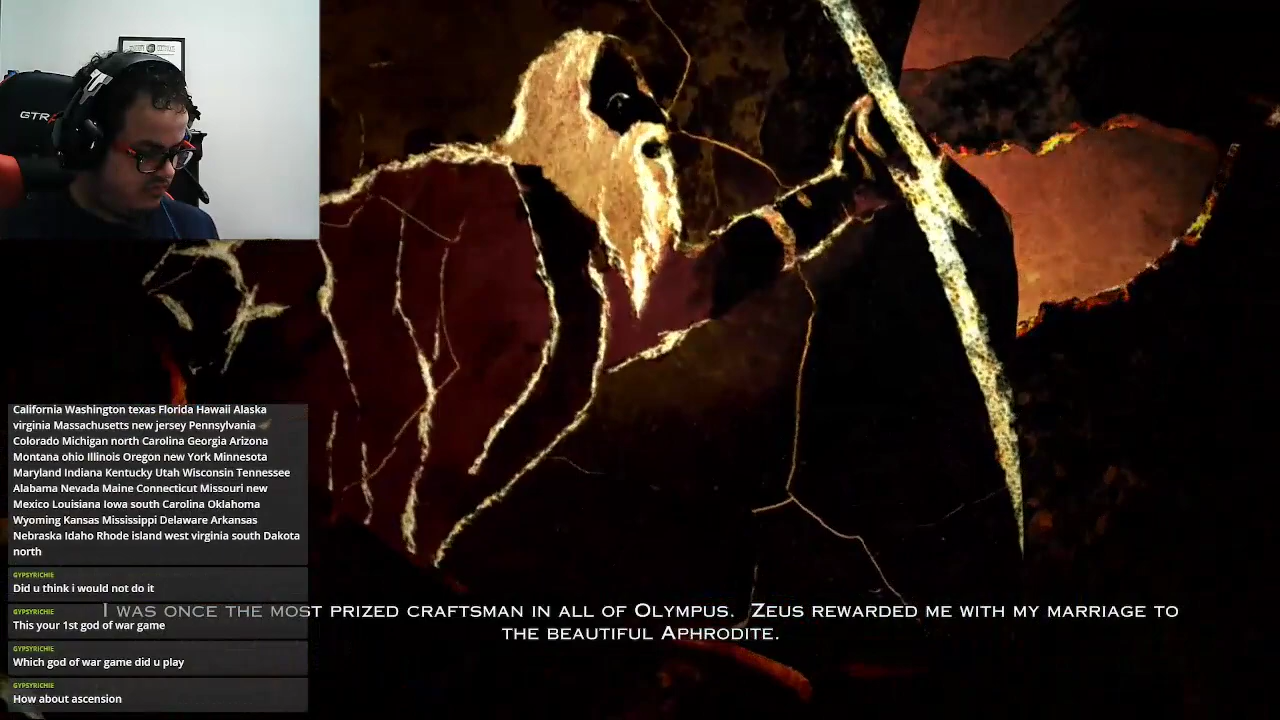 GTR
California Washington texas Florida Hawaii Alaska
virginia Massachusetts new jersey Pennsylvania
Colorado Michigan north Carolina Georgia Arizona
Montana ohio Illinois Oregon new York Minnesota
Maryland Indiana Kentucky Utah Wisconsin Tennessee
Alabama Nevada Maine Connecticut Missouri new
Mexico Louisiana Iowa south Carolina Oklahoma
Wyoming Kansas Mississippi Delaware Arkansas
Nebraska Idaho Rhode island west virginia south Dakota
north
GYPSYRICHIE
Did u think i would not do it
GYPSYRICHIE
This your 1st god of war game
GYPSYRICHIE
Which god of war game did u play
GYPSYRICHIE
How about ascension
I was once the most prized craftsman in all of Olympus. Zeus rewarded me with my marriage to
the beautiful Aphrodite.